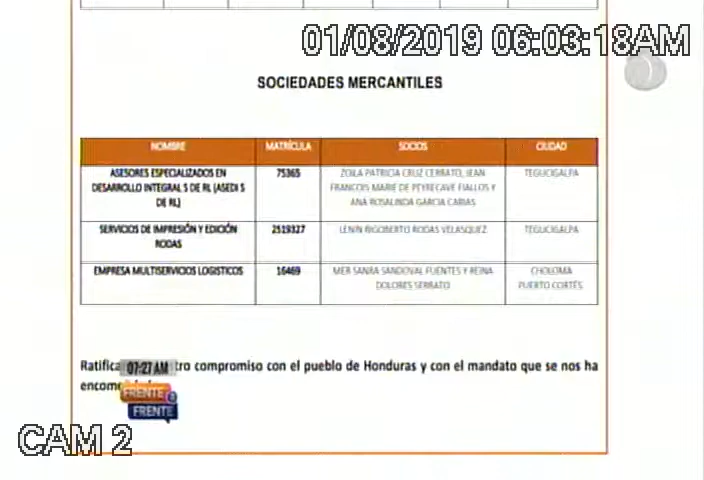 01/08/2019 06:03:18AM
SOCIEDADES MERCANTILES
NOMBRE MATRÍCULA SOCIOS CIUDAD
ASESORES ESPECIALIZADOS EN
DESARROLLO INTEGRAL S DE RL (ASEDI S
DE RL)
75365
ZOILA PATRICIA CRUZ CERRATO, JEAN
FRANCOIS MARIE DE PEYRECAVE FIALLOS Y
ANA ROSALINDA GARCIA CARIAS
TEGUCIGALPA
SERVICIOS DE IMPRESIÓN Y EDICIÓN
RODAS
2519327
LENIN RIGOBERTO RODAS VELASQUEZ
TEGUCIGALPA
EMPRESA MULTISERVICIOS LOGISTICOS
16469
SANDOVAL FUENTES Y REINA
DOLORES SERRATO
CHOLOMA
PUERTO CORTÉS
tro compromiso con el pueblo de Honduras y con el mandato que se nos ha
07:27 AM
FRENTE a
FRENTE
CAM 2